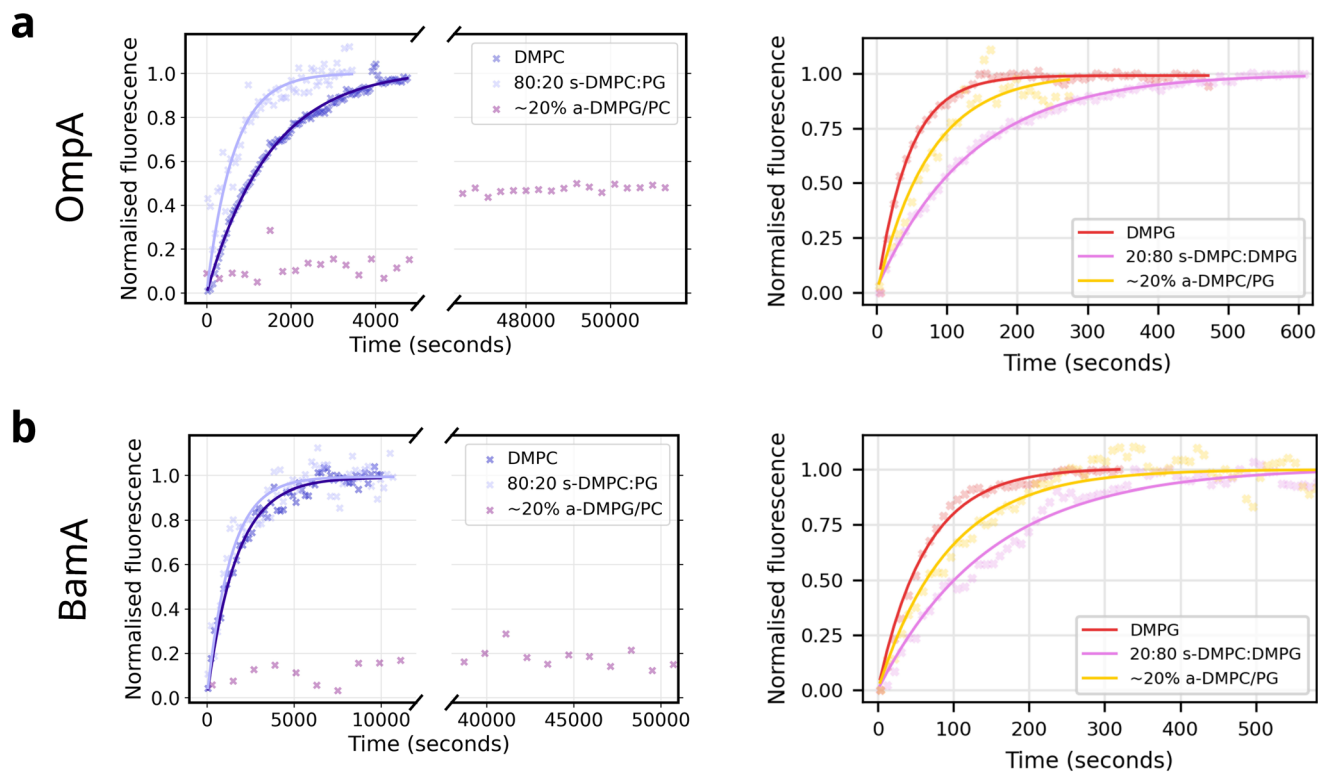 a
OmpA
Normalised fluorescence
1.0
0.8
0.6
0.4
0.2
0.0
DMPC
80:20 s-DMPC:PG
~20% a-DMPG/PC
0 2000 4000 48000 50000
Time (seconds)
Normalised fluorescence
1.00
0.75
0.50
0.25
0.00
DMPG
20:80 s-DMPC:DMPG
~20% a-DMPC/PG
0 100 200 300 400 500 600
Time (seconds)
b
BamA
Normalised fluorescence
1.0
0.8
0.6
0.4
0.2
0.0
DMPC
80:20 s-DMPC:PG
~20% a-DMPG/PC
0 5000 10000 40000 45000 50000
Time (seconds)
Normalised fluorescence
1.00
0.75
0.50
0.25
0.00
DMPG
20:80 s-DMPC:DMPG
~20% a-DMPC/PG
0 100 200 300 400 500
Time (seconds)